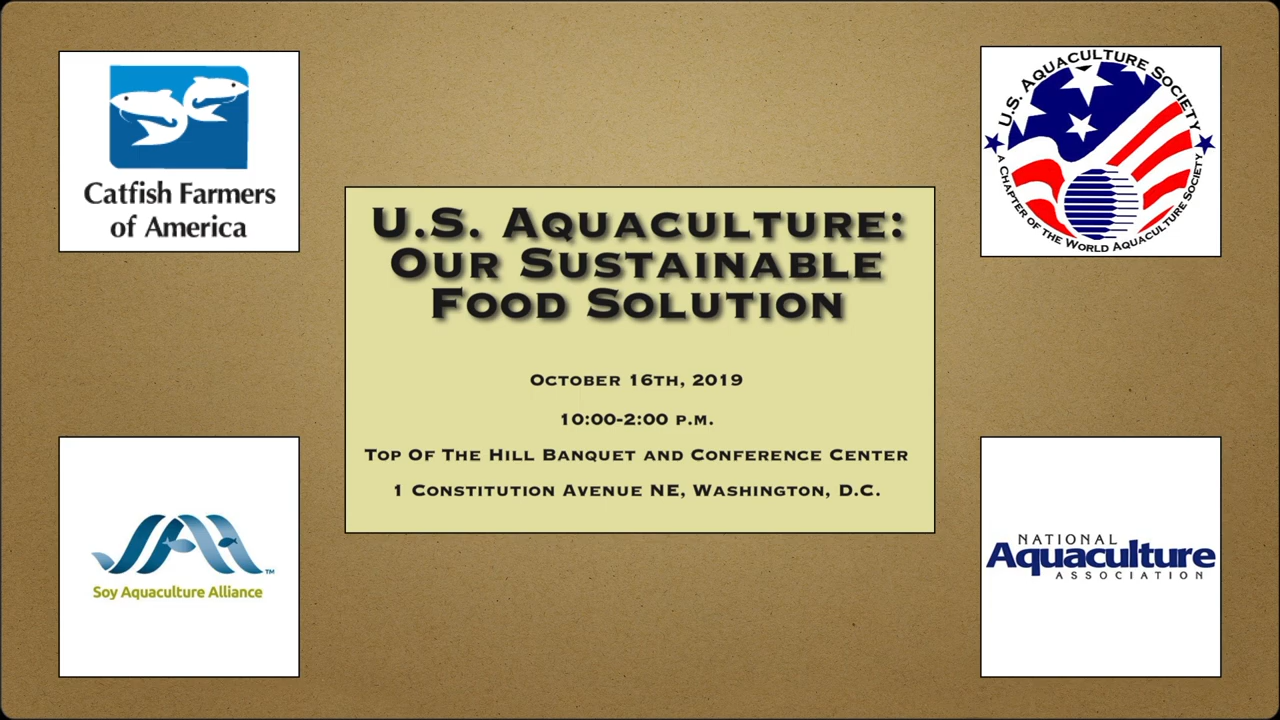 Catfish Farmers
of America
U.S. AQUACULTURE SOCIETY
A CHAPTER OF THE WORLD AQUACULTURE SOCIETY
U.S. Aquaculture:
Our Sustainable
Food Solution
October 16th, 2019
10:00-2:00 p.m.
Top Of The Hill Banquet and Conference Center
1 Constitution Avenue NE, Washington, D.C.
SAA™
Soy Aquaculture Alliance
NATIONAL
Aquaculture
ASSOCIATION